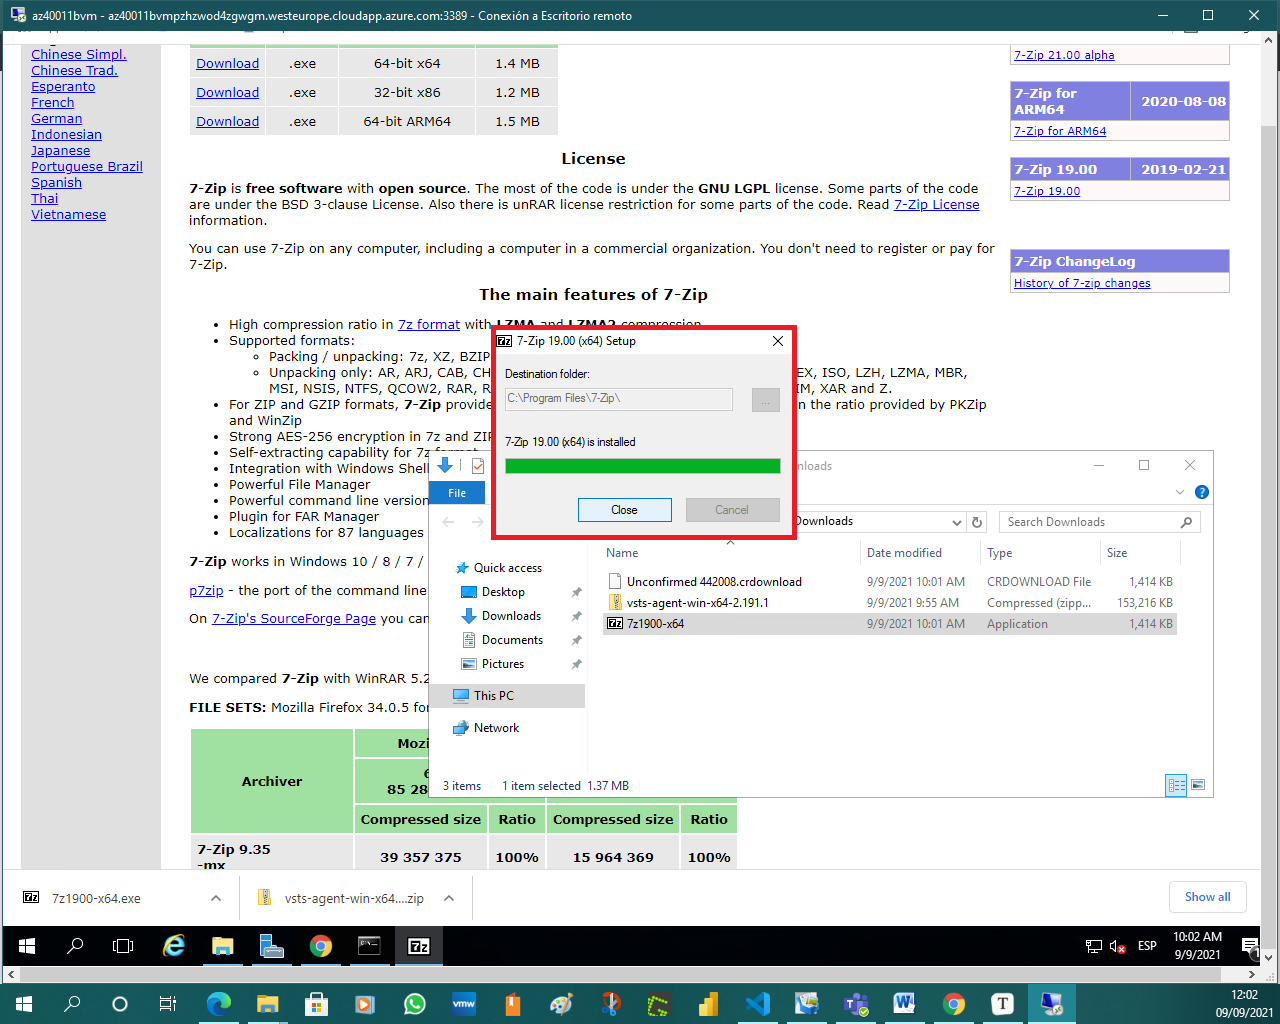 az40011bvm - az40011bvmpzhzwod4zgwgm.westeurope.cloudapp.azure.com:3389 - Conexión a Escritorio remoto
Chinese Simpl.
Chinese Trad.
Esperanto
French
German
Indonesian
Japanese
Portuguese Brazil
Spanish
Thai
Vietnamese
Download .exe 64-bit x64 1.4 MB
Download .exe 32-bit x86 1.2 MB
Download .exe 64-bit ARM64 1.5 MB
License
7-Zip is free software with open source. The most of the code is under the GNU LGPL license. Some parts of the code
are under the BSD 3-clause License. Also there is unRAR license restriction for some parts of the code. Read 7-Zip License
information.
You can use 7-Zip on any computer, including a computer in a commercial organization. You don't need to register or pay for
7-Zip.
The main features of 7-Zip
• High compression ratio in 7z format with LZMA and LZMA2 compression
• Supported formats:
Packing / unpacking: 7z, XZ, BZIP
Unpacking only: AR, ARJ, CAB, CH EX, ISO, LZH, LZMA, MBR,
MSI, NSIS, NTFS, QCOW2, RAR, R IM, XAR and Z.
• For ZIP and GZIP formats, 7-Zip provide n the ratio provided by PKZip
and WinZip
• Strong AES-256 encryption in 7z and ZIP
• Self-extracting capability for 7z format
• Integration with Windows Shell
• Powerful File Manager
• Powerful command line version
• Plugin for FAR Manager
• Localizations for 87 languages
7-Zip works in Windows 10 / 8 / 7 /
p7zip - the port of the command line
On 7-Zip's SourceForge Page you can
We compared 7-Zip with WinRAR 5.2
FILE SETS: Mozilla Firefox 34.0.5 for
Archiver
Mozi
6
85 28
Compressed size Ratio Compressed size Ratio
7-Zip 9.35
-mx
39 357 375 100% 15 964 369 100%
7-Zip 21.00 alpha
7-Zip for
ARM64
2020-08-08
7-Zip for ARM64
7-Zip 19.00 2019-02-21
7-Zip 19.00
7-Zip ChangeLog
History of 7-zip changes
7z 7-Zip 19.00 (x64) Setup
Destination folder:
C:\Program Files\7-Zip\
...
7-Zip 19.00 (x64) is installed
Close Cancel
nloads
File
Downloads
Search Downloads
Name Date modified Type Size
Unconfirmed 442008.crdownload 9/9/2021 10:01 AM CRDOWNLOAD File 1,414 KB
vsts-agent-win-x64-2.191.1 9/9/2021 9:55 AM Compressed (zipp... 153,216 KB
7z 7z1900-x64 9/9/2021 10:01 AM Application 1,414 KB
Quick access
Desktop
Downloads
Documents
Pictures
This PC
Network
3 items 1 item selected 1.37 MB
7z 7z1900-x64.exe
vsts-agent-win-x64....zip
Show all
7z
ESP
10:02 AM
9/9/2021
1
vmw
W
T
12:02
09/09/2021